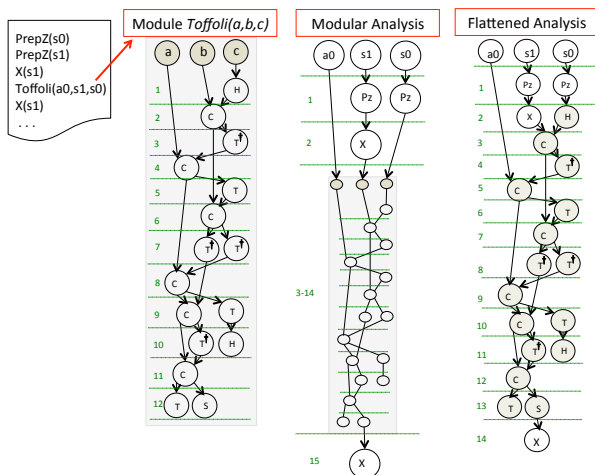 PrepZ(s0)
PrepZ(s1)
X(s1)
Toffoli(a0,s1,s0)
X(s1)
. . .
Module Toffoli(a,b,c)
a b c
1 H
2 C
3 T†
4 C
5 T
6 C
7 T† T†
8 C
9 C T
10 T† H
11 C
12 T S
Modular Analysis
a0 s1 s0
1 Pz Pz
2 X
3-14
15 X
Flattened Analysis
a0 s1 s0
1 Pz Pz
2 X H
3 C
4 T†
5 C
6 T
7 C
8 T† T†
9 C
10 C T
11 T† H
12 C
13 T S
14 X